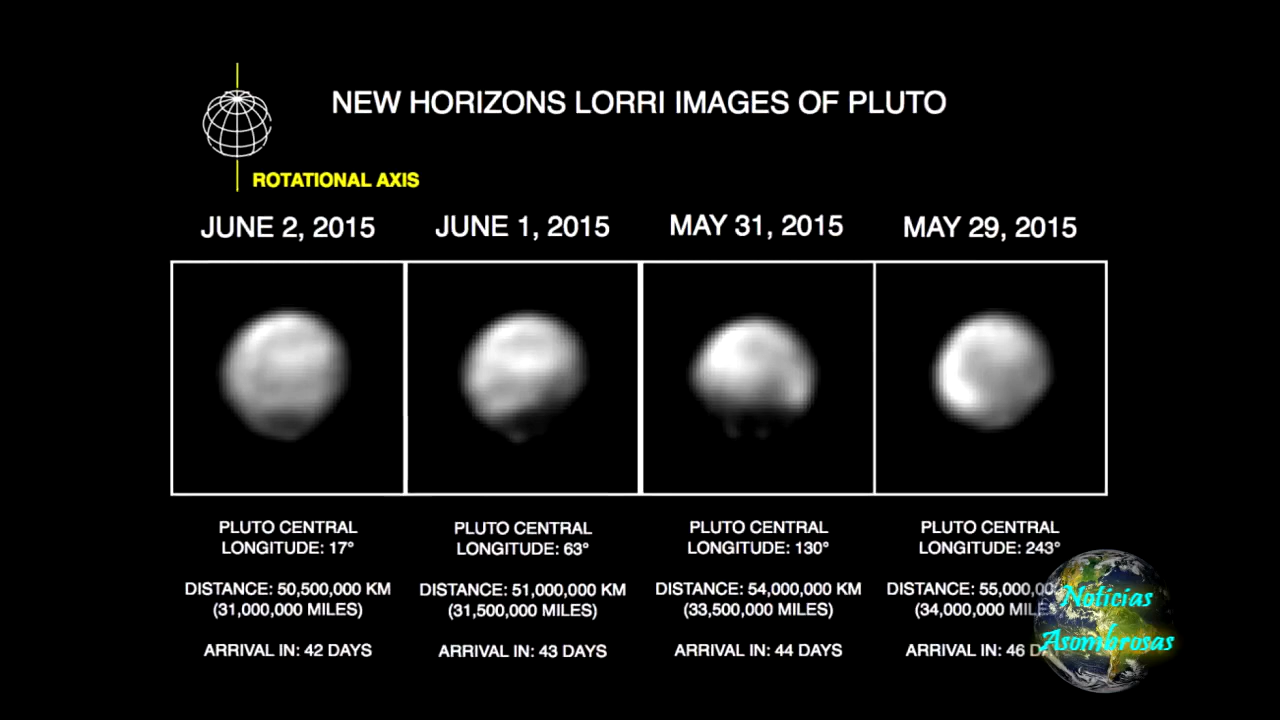 NEW HORIZONS LORRI IMAGES OF PLUTO
ROTATIONAL AXIS
JUNE 2, 2015
JUNE 1, 2015
MAY 31, 2015
MAY 29, 2015
PLUTO CENTRAL
LONGITUDE: 17°
DISTANCE: 50,500,000 KM
(31,000,000 MILES)
ARRIVAL IN: 42 DAYS
PLUTO CENTRAL
LONGITUDE: 63°
DISTANCE: 51,000,000 KM
(31,500,000 MILES)
ARRIVAL IN: 43 DAYS
PLUTO CENTRAL
LONGITUDE: 130°
DISTANCE: 54,000,000 KM
(33,500,000 MILES)
ARRIVAL IN: 44 DAYS
PLUTO CENTRAL
LONGITUDE: 243°
DISTANCE:
(34,000,000
ARRIVAL IN: 46
Noticias
Asombrosas